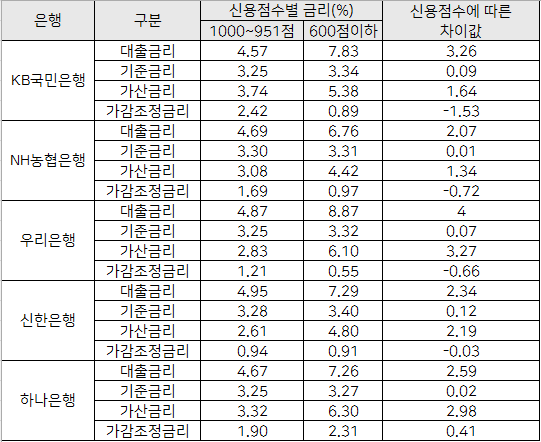 은행 구분 신용점수별 금리(%) 신용점수에 따른 차이값
1000~951점 600점이하
KB국민은행 대출금리 4.57 7.83 3.26
기준금리 3.25 3.34 0.09
가산금리 3.74 5.38 1.64
가감조정금리 2.42 0.89 -1.53
NH농협은행 대출금리 4.69 6.76 2.07
기준금리 3.30 3.31 0.01
가산금리 3.08 4.42 1.34
가감조정금리 1.69 0.97 -0.72
우리은행 대출금리 4.87 8.87 4
기준금리 3.25 3.32 0.07
가산금리 2.83 6.10 3.27
가감조정금리 1.21 0.55 -0.66
신한은행 대출금리 4.95 7.29 2.34
기준금리 3.28 3.40 0.12
가산금리 2.61 4.80 2.19
가감조정금리 0.94 0.91 -0.03
하나은행 대출금리 4.67 7.26 2.59
기준금리 3.25 3.27 0.02
가산금리 3.32 6.30 2.98
가감조정금리 1.90 2.31 0.41